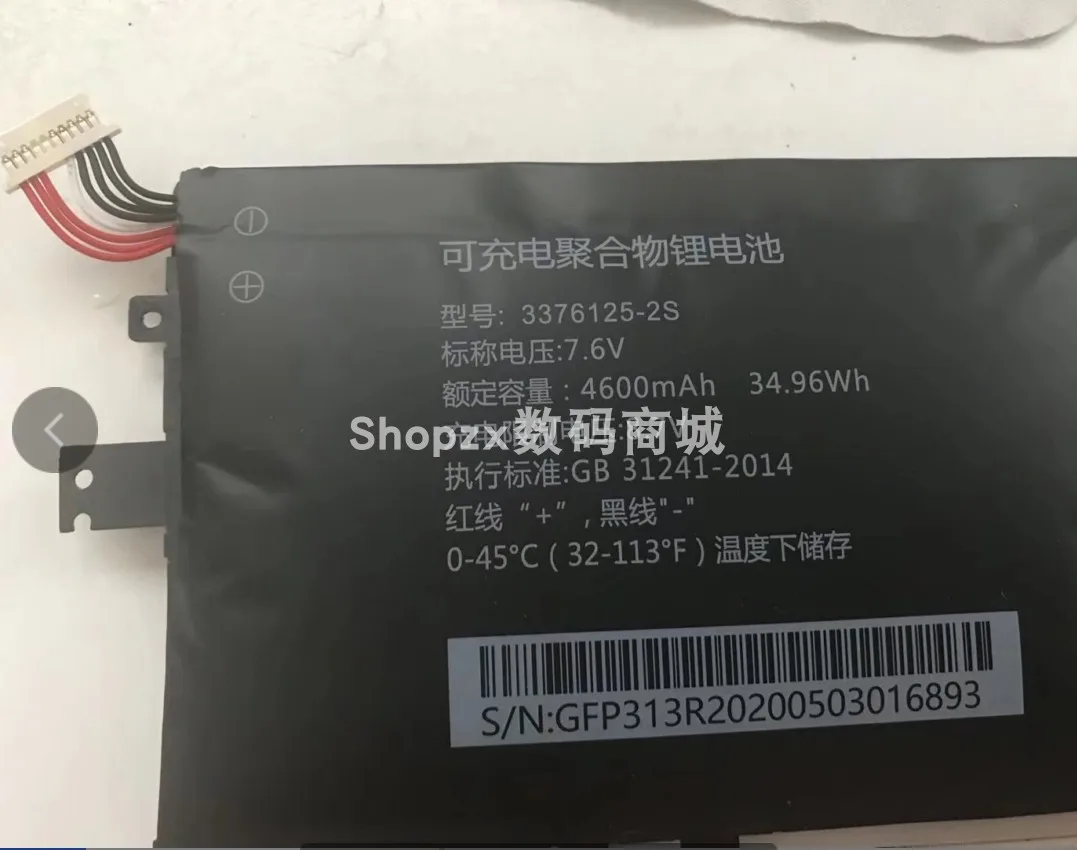 可充电聚合物锂电池
型号: 3376125-2S
标称电压:7.6V
额定容量：4600mAh 34.96Wh
Shopzx数码商城
执行标准:GB 31241-2014
红线“+”, 黑线"-"
0-45°C ( 32-113°F ) 温度下储存
S/N:GFP313R20200503016893